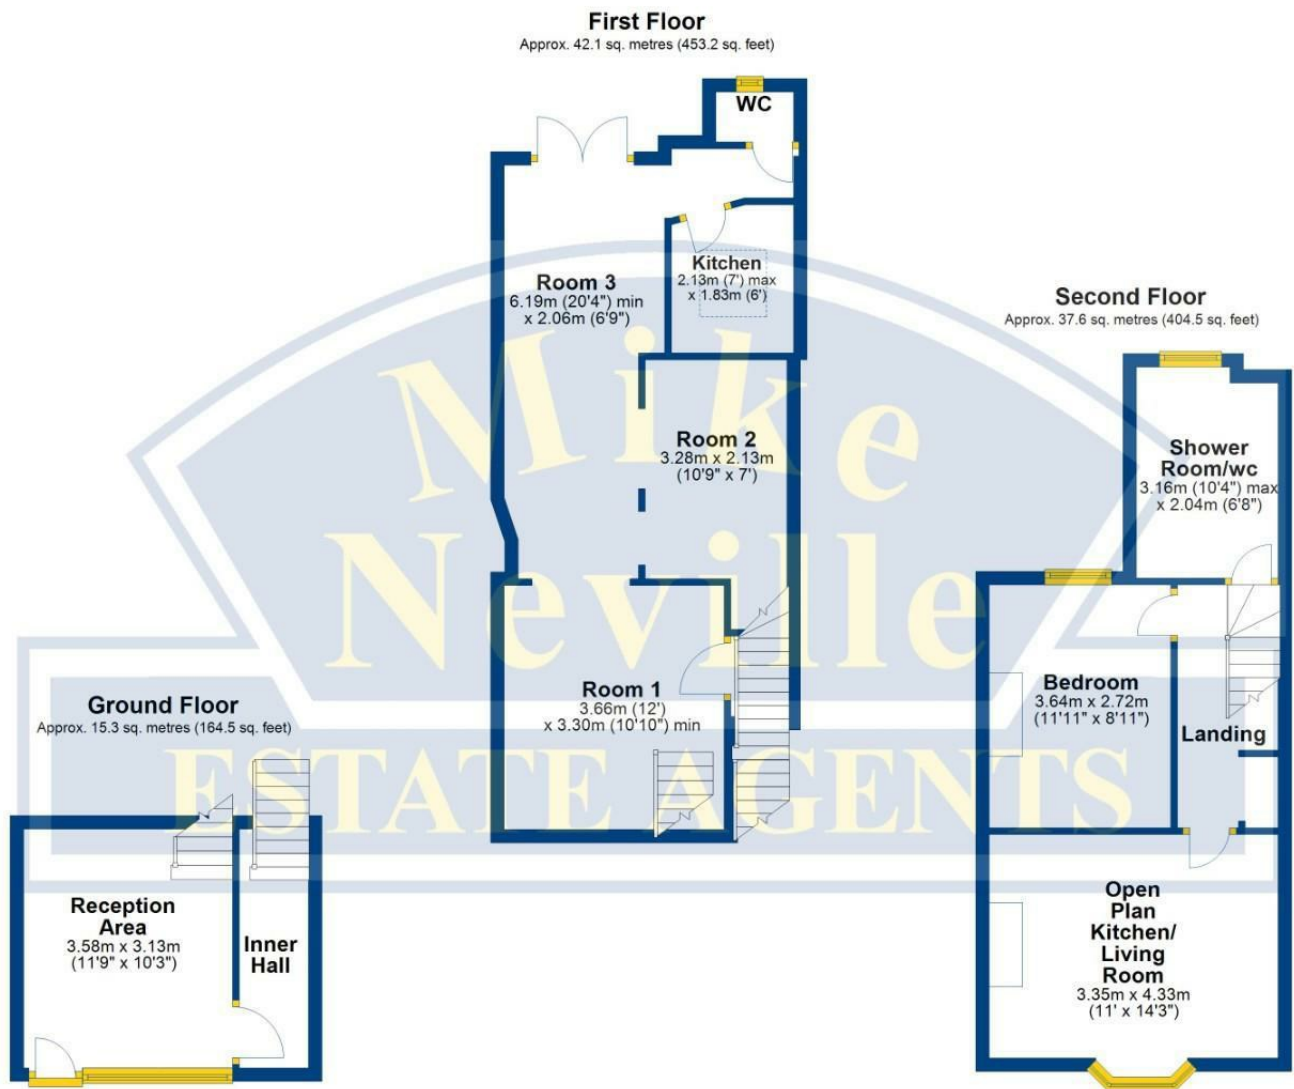 First Floor
Approx. 42.1 sq. metres (453.2 sq. feet)
WC
Kitchen
2.13m (7') max
x 1.83m (6')
Room 3
6.19m (20'4") min
x 2.06m (6'9")
Room 2
3.28m x 2.13m
(10'9" x 7')
Room 1
3.66m (12')
x 3.30m (10'10") min
Second Floor
Approx. 37.6 sq. metres (404.5 sq. feet)
Shower
Room/wc
3.16m (10'4") max
x 2.04m (6'8")
Bedroom
3.64m x 2.72m
(11'11" x 8'11")
Landing
Open
Plan
Kitchen/
Living
Room
3.35m x 4.33m
(11' x 14'3")
Ground Floor
Approx. 15.3 sq. metres (164.5 sq. feet)
Reception
Area
3.58m x 3.13m
(11'9" x 10'3")
Inner
Hall
Mike
Neville
ESTATE AGENTS